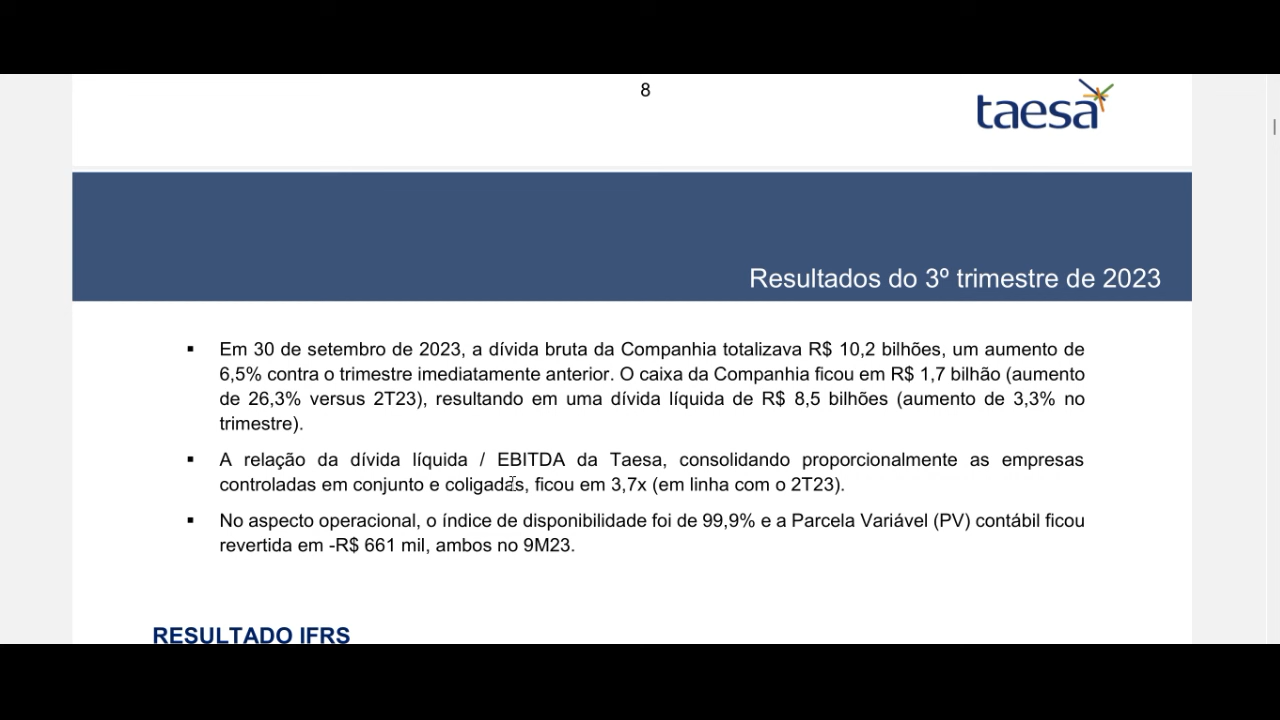 8
taesa
Resultados do 3º trimestre de 2023
▪ Em 30 de setembro de 2023, a dívida bruta da Companhia totalizava R$ 10,2 bilhões, um aumento de
6,5% contra o trimestre imediatamente anterior. O caixa da Companhia ficou em R$ 1,7 bilhão (aumento
de 26,3% versus 2T23), resultando em uma dívida líquida de R$ 8,5 bilhões (aumento de 3,3% no
trimestre).
▪ A relação da dívida líquida / EBITDA da Taesa, consolidando proporcionalmente as empresas
controladas em conjunto e coligadas, ficou em 3,7x (em linha com o 2T23).
▪ No aspecto operacional, o índice de disponibilidade foi de 99,9% e a Parcela Variável (PV) contábil ficou
revertida em -R$ 661 mil, ambos no 9M23.
RESULTADO IFRS